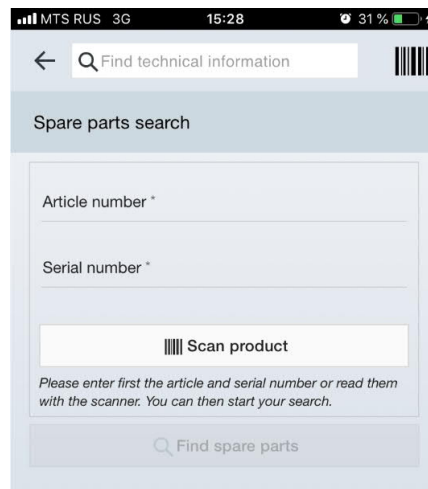 MTS RUS 3G 15:28 31 %
Find technical information
Spare parts search
Article number *
Serial number *
Scan product
Please enter first the article and serial number or read them
with the scanner. You can then start your search.
Find spare parts